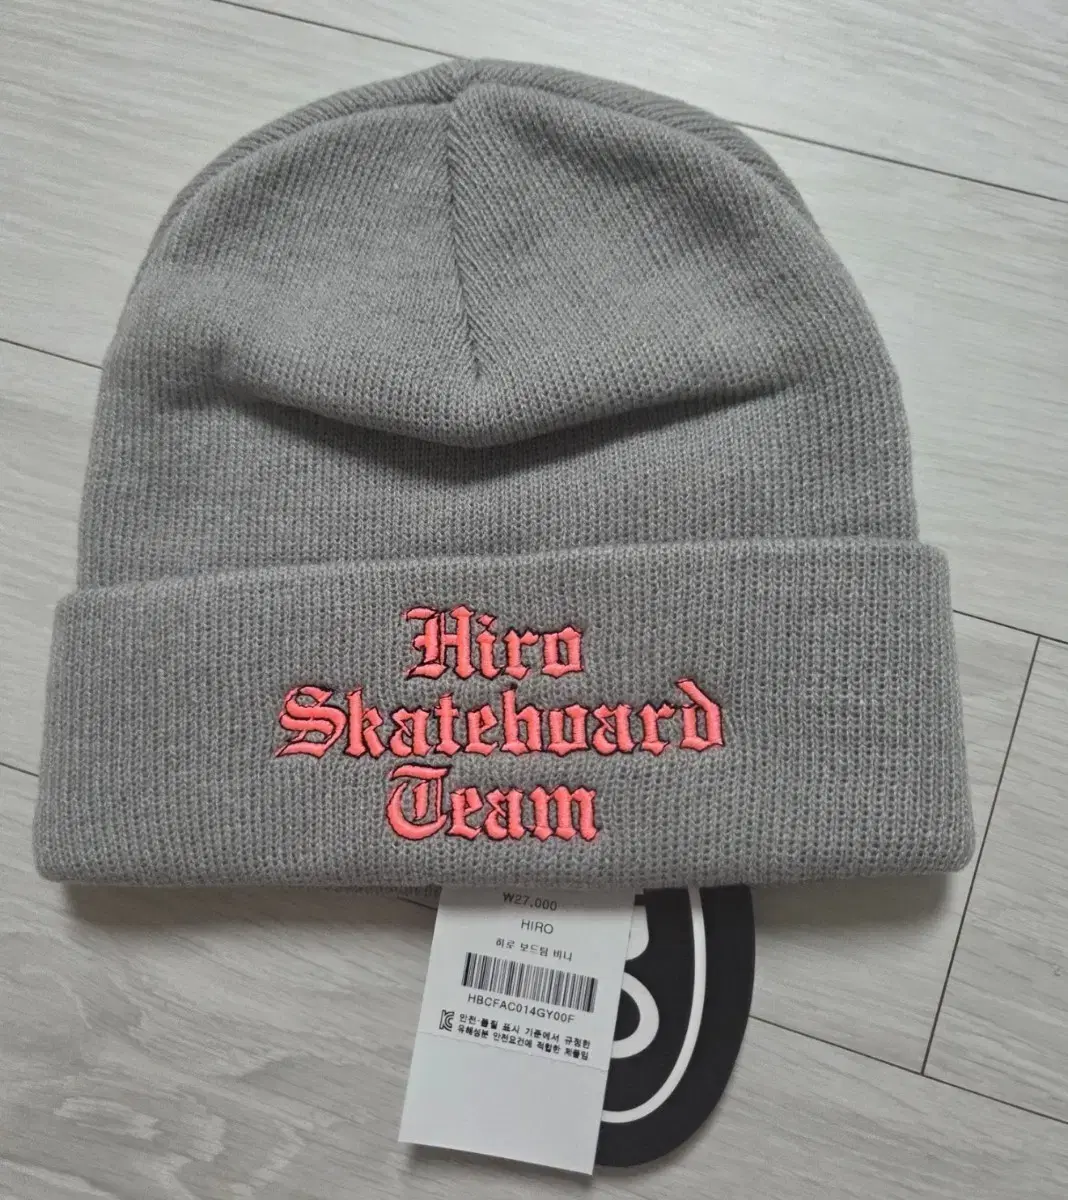 Hiro
Skateboard
Team
₩27,000
HIRO
히로 보드팀 비니
HBCFAC014GY00F
안전·품질 표시 기준에서 규정한
유해성분 안전요건에 적합한 제품임